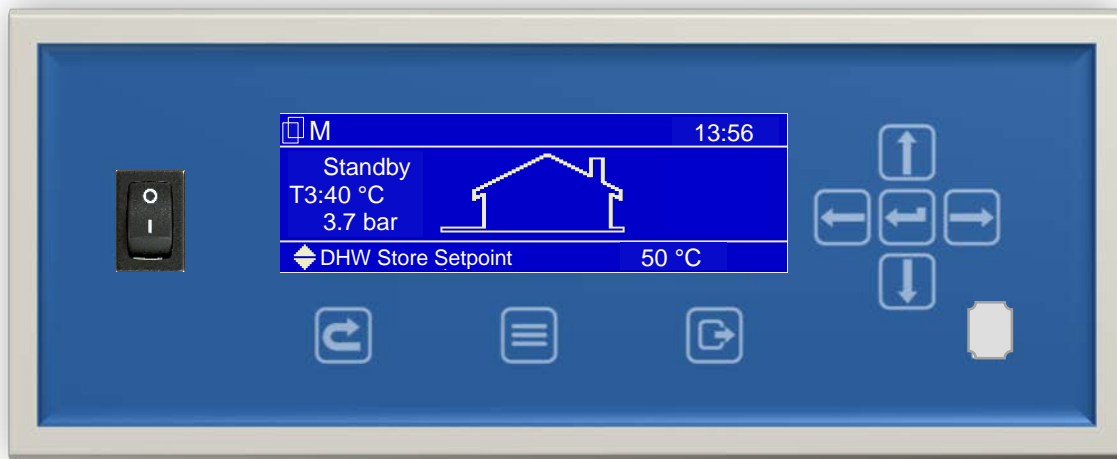 M 13:56
Standby
T3:40 °C
3.7 bar
DHW Store Setpoint 50 °C
O
I